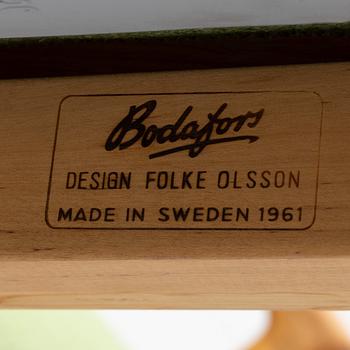 Bodafors
DESIGN FOLKE OLSSON
MADE IN SWEDEN 1961